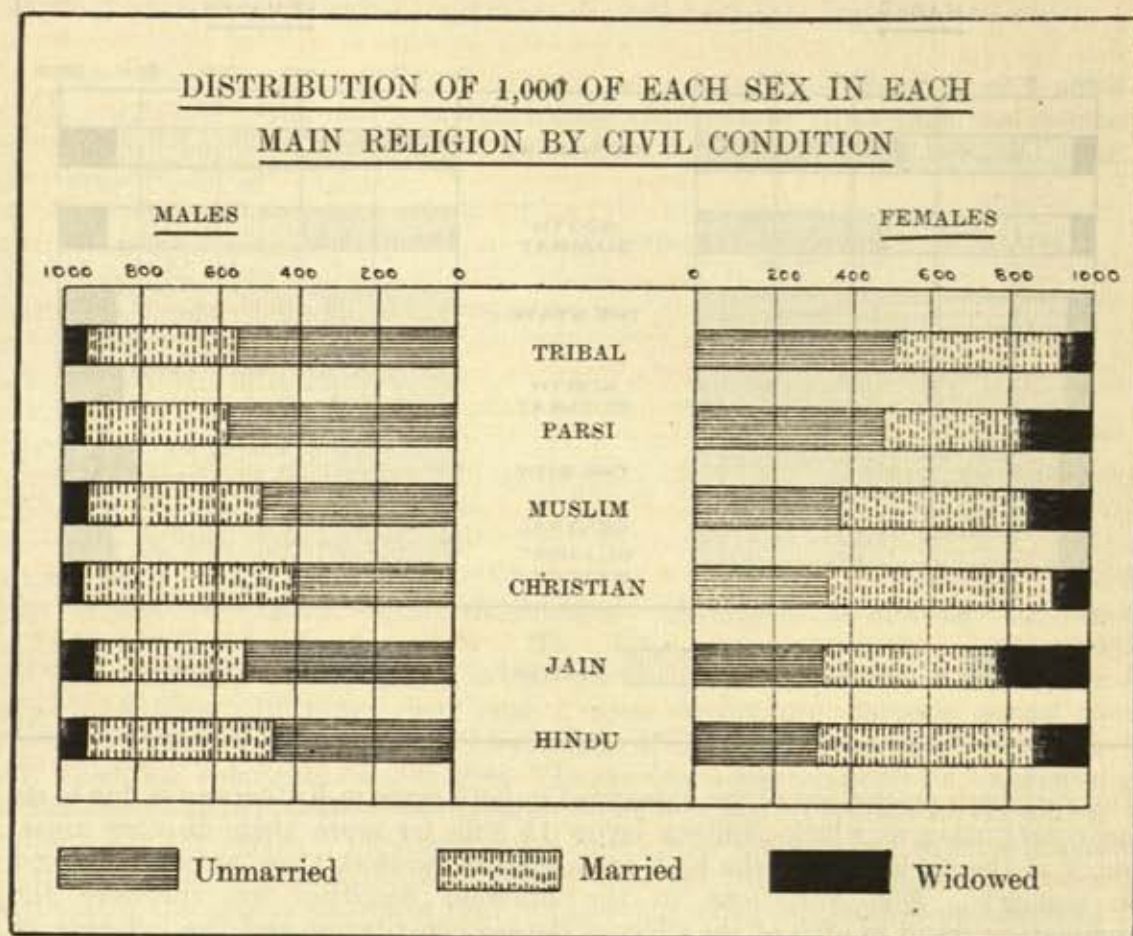 DISTRIBUTION OF 1,000 OF EACH SEX IN EACH
MAIN RELIGION BY CIVIL CONDITION
MALES
FEMALES
1000 800 600 400 200 0
0 200 400 600 800 1000
TRIBAL
PARSI
MUSLIM
CHRISTIAN
JAIN
HINDU
Unmarried
Married
Widowed